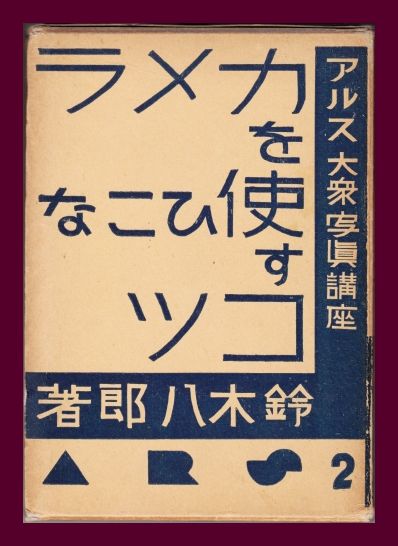 アルス大衆写眞講座
カメラ
を
使ひこな
す
コツ
鈴木八郎著
ARS 2